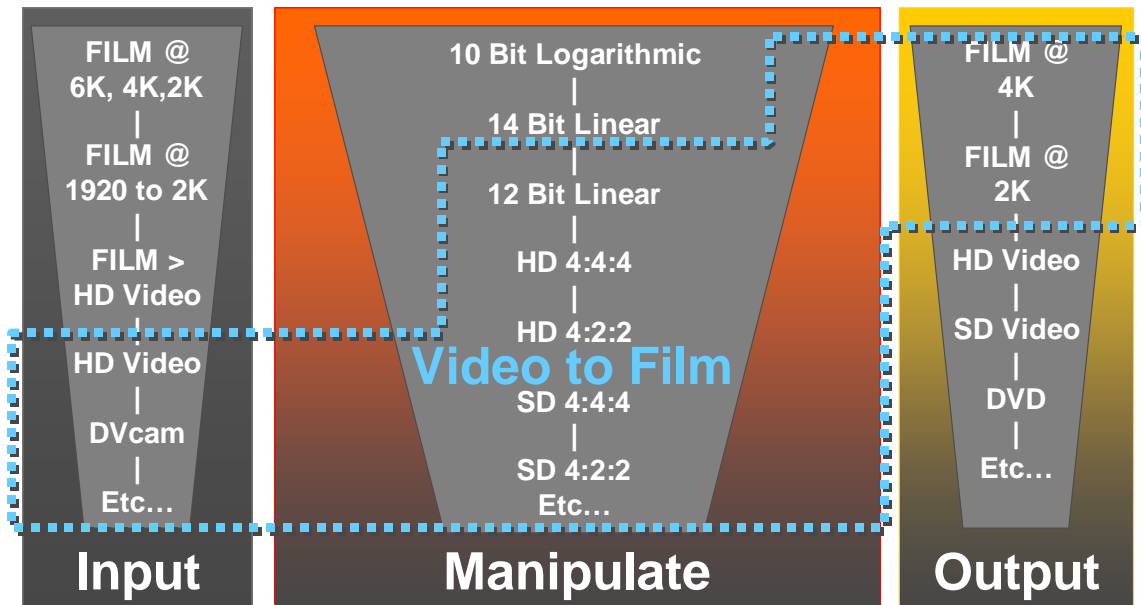 FILM @
6K, 4K,2K
|
FILM @
1920 to 2K
|
FILM >
HD Video
|
HD Video
|
DVcam
|
Etc…
Input
10 Bit Logarithmic
|
14 Bit Linear
|
12 Bit Linear
|
HD 4:4:4
|
HD 4:2:2
Video to Film
SD 4:4:4
|
SD 4:2:2
Etc…
Manipulate
FILM @
4K
|
FILM @
2K
|
HD Video
|
SD Video
|
DVD
|
Etc…
Output